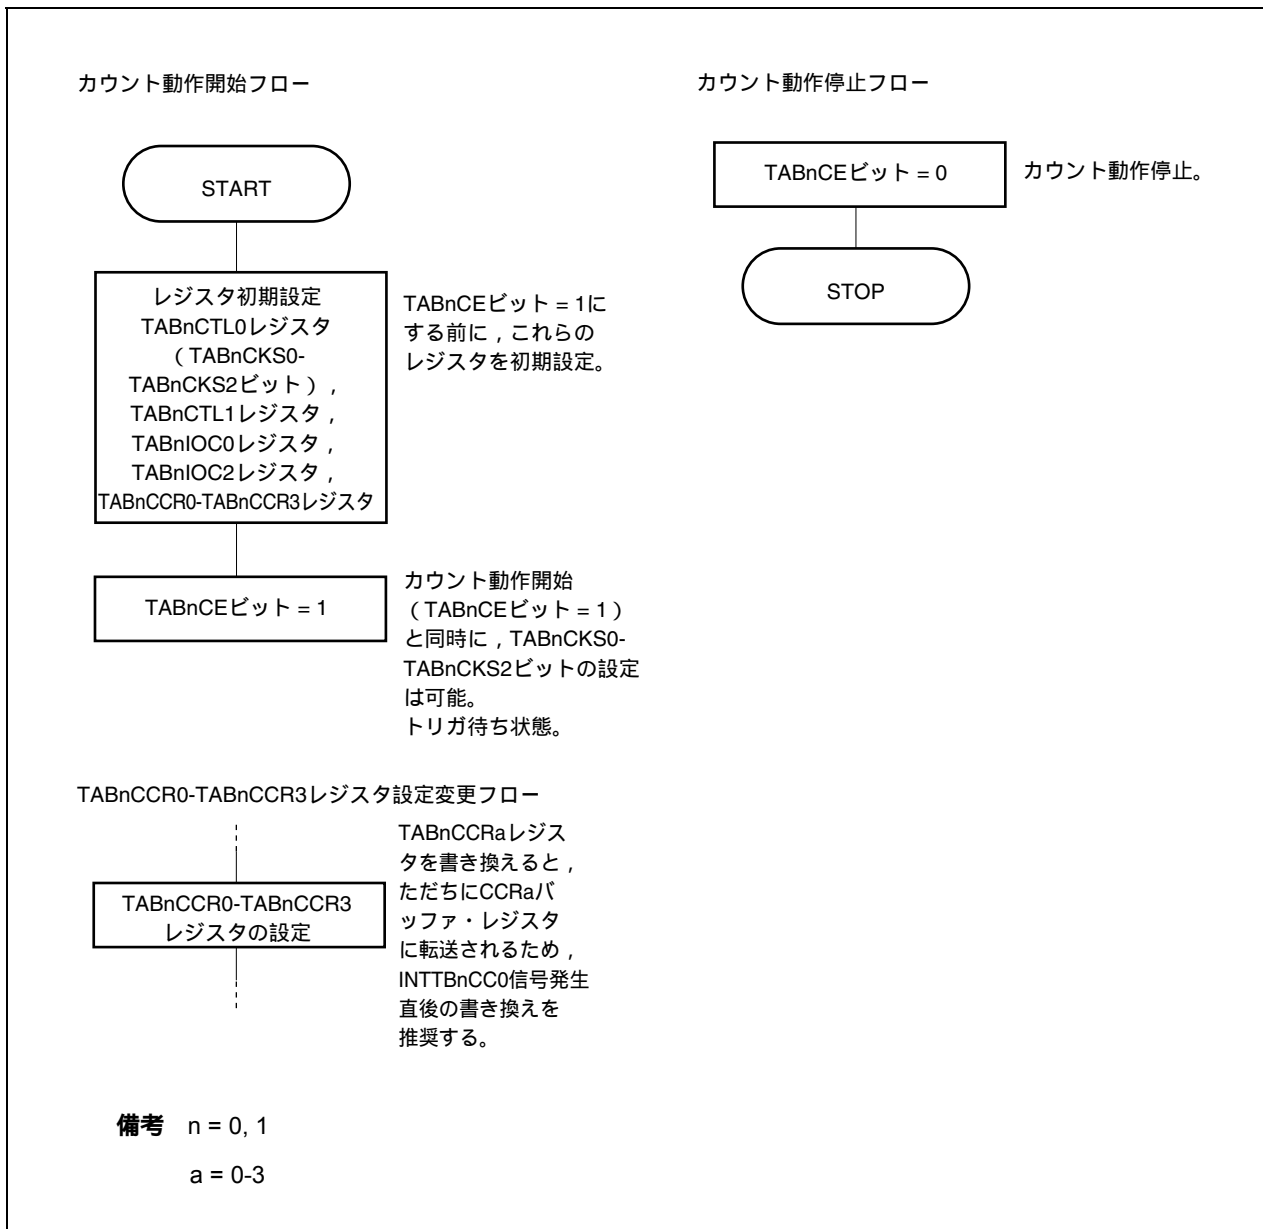 カウント動作開始フロー
START
レジスタ初期設定
TABnCTL0レジスタ
（TABnCKS0-
TABnCKS2ビット），
TABnCTL1レジスタ，
TABnIOC0レジスタ，
TABnIOC2レジスタ，
TABnCCR0-TABnCCR3レジスタ
TABnCEビット = 1に
する前に，これらの
レジスタを初期設定。
TABnCEビット = 1
カウント動作開始
（TABnCEビット = 1）
と同時に，TABnCKS0-
TABnCKS2ビットの設定
は可能。
トリガ待ち状態。
カウント動作停止フロー
TABnCEビット = 0
カウント動作停止。
STOP
TABnCCR0-TABnCCR3レジスタ設定変更フロー
TABnCCR0-TABnCCR3
レジスタの設定
TABnCCRaレジス
タを書き換えると，
ただちにCCRaバ
ッファ・レジスタ
に転送されるため，
INTTBnCC0信号発生
直後の書き換えを
推奨する。
備考 n = 0, 1
a = 0-3